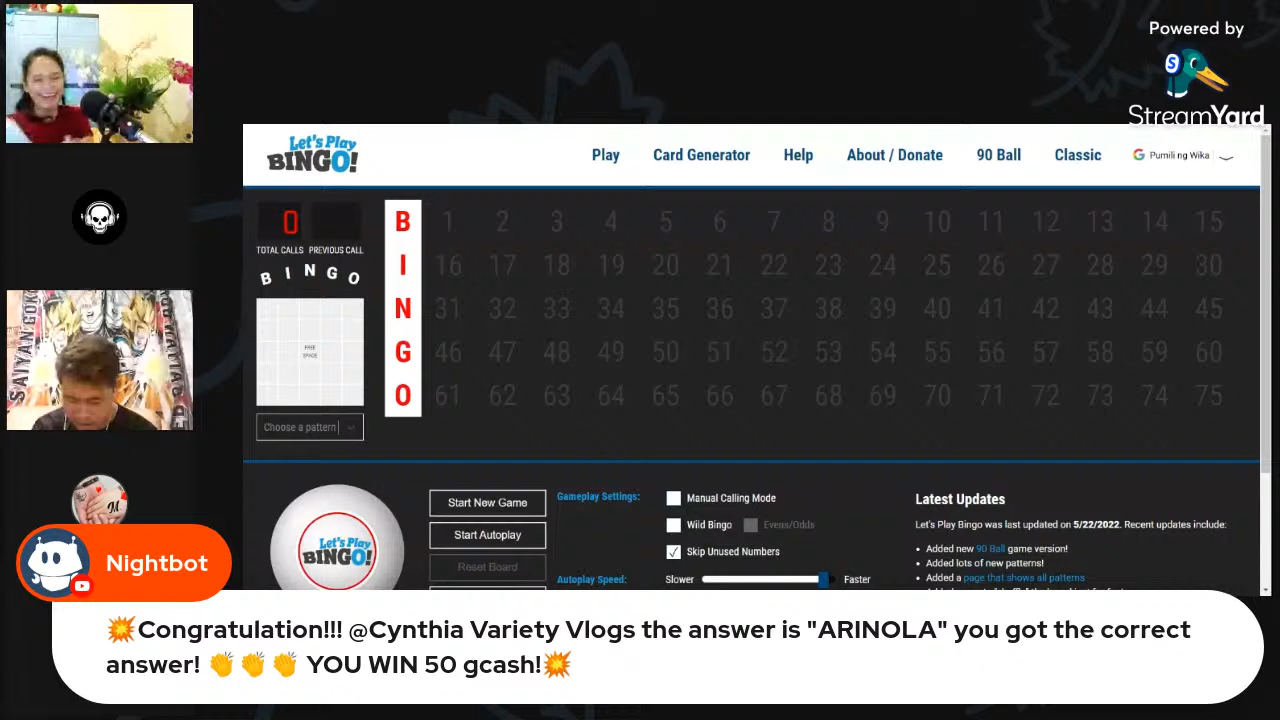 Powered by
StreamYard
Let's Play
BINGO!
Play
Card Generator
Help
About / Donate
90 Ball
Classic
G Pumili ng Wika
0
TOTAL CALLS PREVIOUS CALL
B I N G O
FREE
SPACE
Choose a pattern
B 1 2 3 4 5 6 7 8 9 10 11 12 13 14 15
I 16 17 18 19 20 21 22 23 24 25 26 27 28 29 30
N 31 32 33 34 35 36 37 38 39 40 41 42 43 44 45
G 46 47 48 49 50 51 52 53 54 55 56 57 58 59 60
O 61 62 63 64 65 66 67 68 69 70 71 72 73 74 75
SAIYAN GOKU
Let's Play
BINGO!
Start New Game
Start Autoplay
Reset Board
Gameplay Settings:
Manual Calling Mode
Wild Bingo
Evens/Odds
Skip Unused Numbers
Autoplay Speed:
Slower
Faster
Latest Updates
Let's Play Bingo was last updated on 5/22/2022. Recent updates include:
Added new 90 Ball game version!
Added lots of new patterns!
Added a page that shows all patterns
M
Nightbot
💥Congratulation!!! @Cynthia Variety Vlogs the answer is "ARINOLA" you got the correct
answer! 👏👏👏 YOU WIN 50 gcash!💥